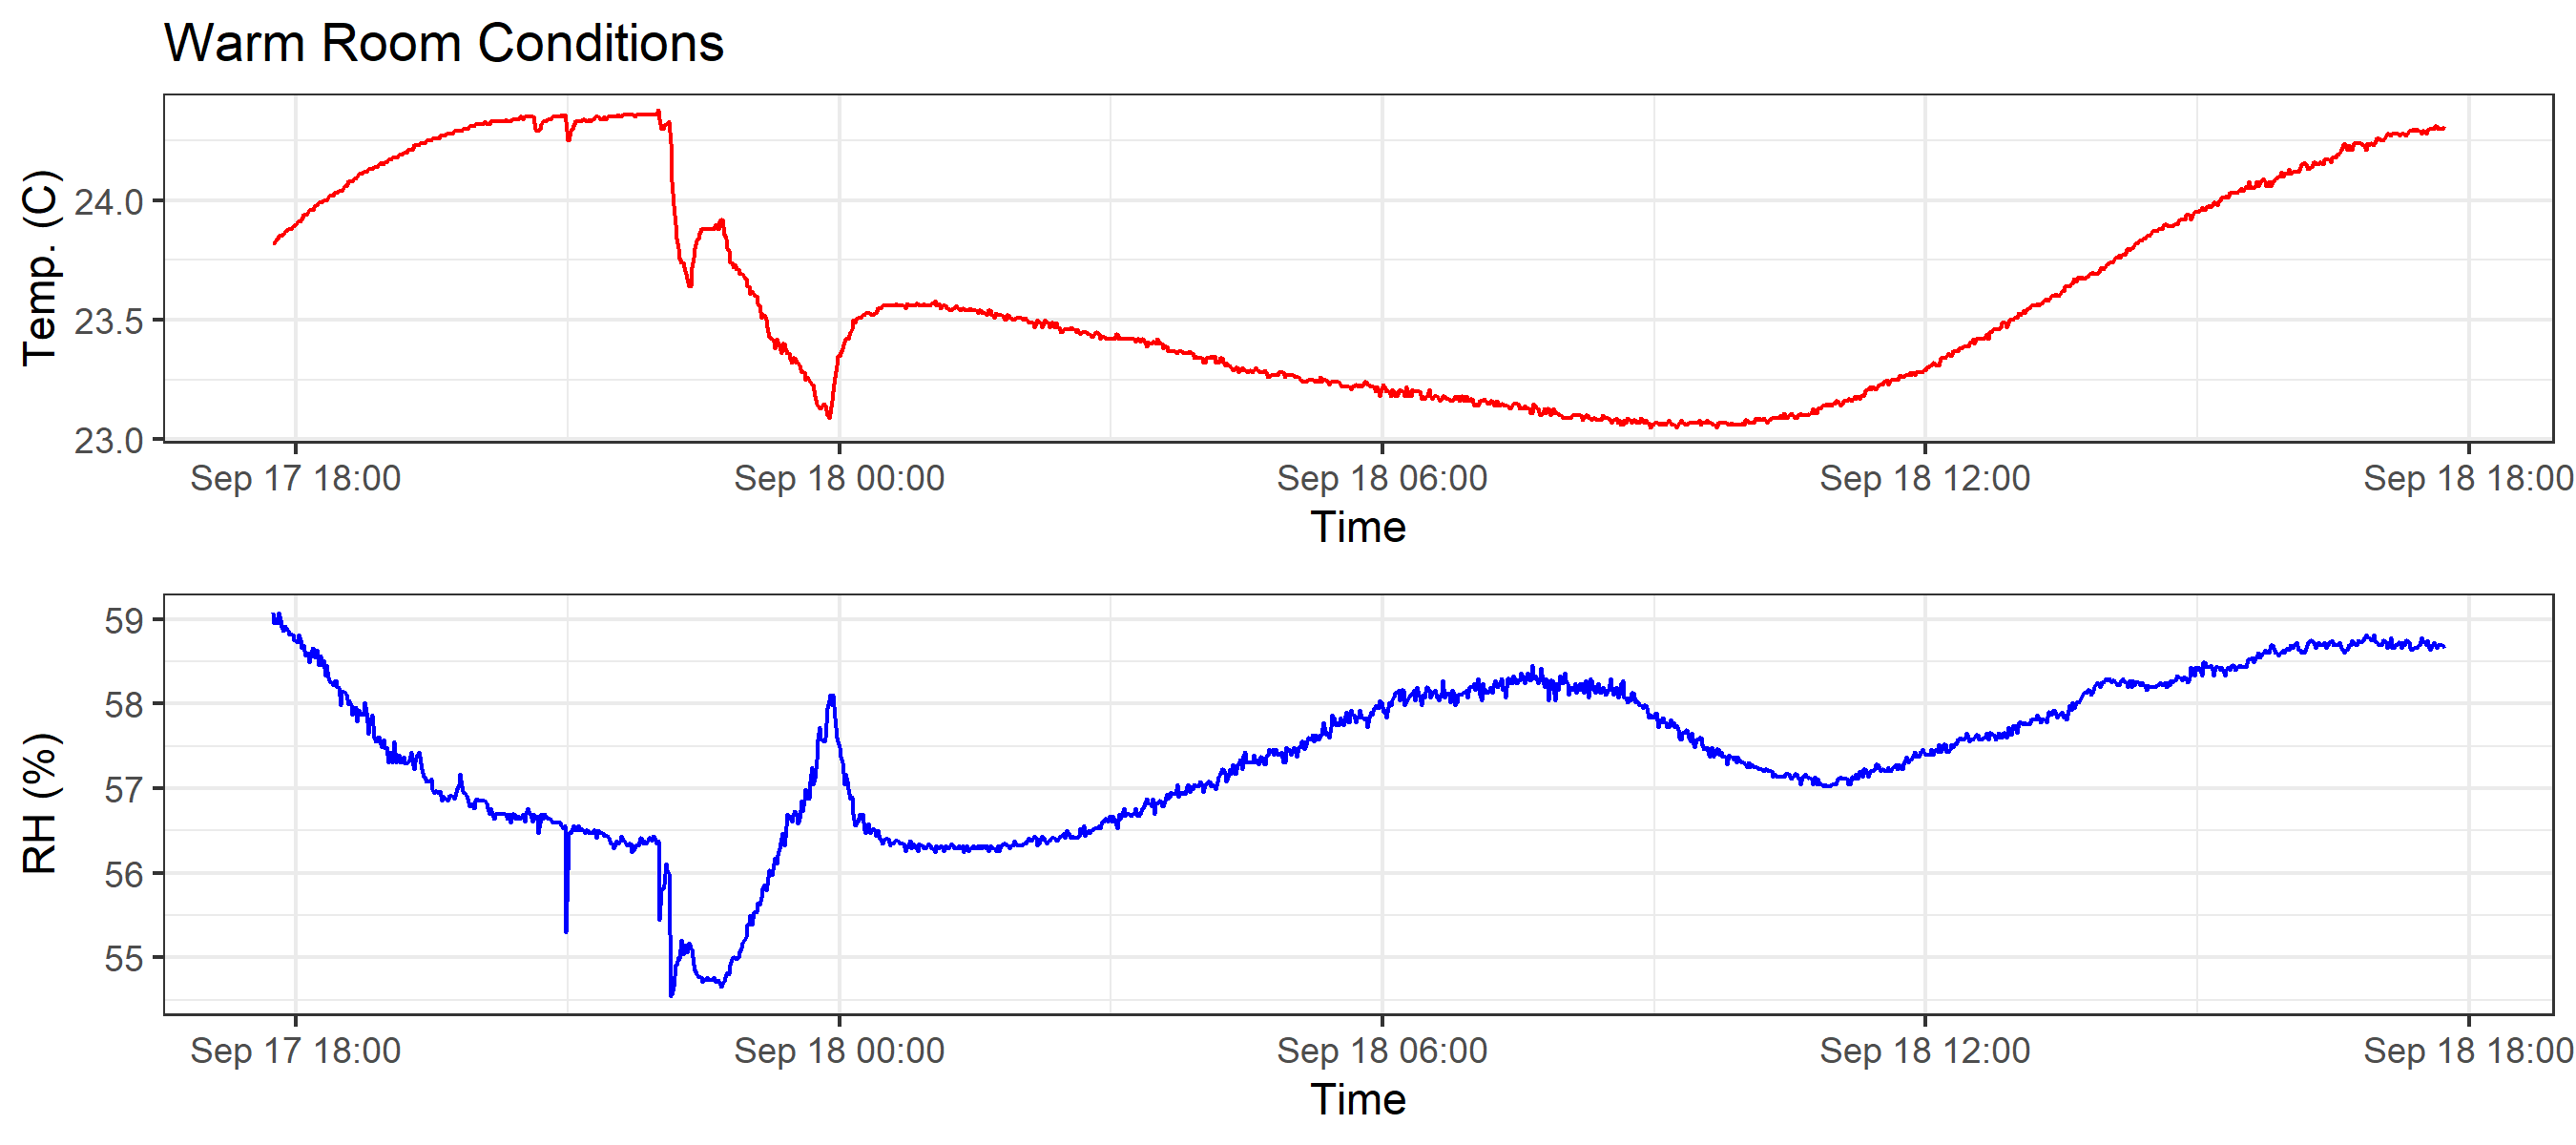 Warm Room Conditions
Temp. (C)
24.0
23.5
23.0
Sep 17 18:00 Sep 18 00:00 Sep 18 06:00 Sep 18 12:00 Sep 18 18:00
Time
RH (%)
59
58
57
56
55
Sep 17 18:00 Sep 18 00:00 Sep 18 06:00 Sep 18 12:00 Sep 18 18:00
Time